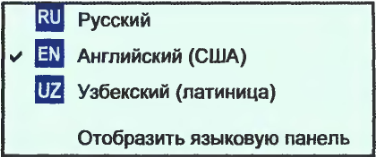 RU Русский
✓ EN Английский (США)
UZ Узбекский (латиница)
Отобразить языковую панель